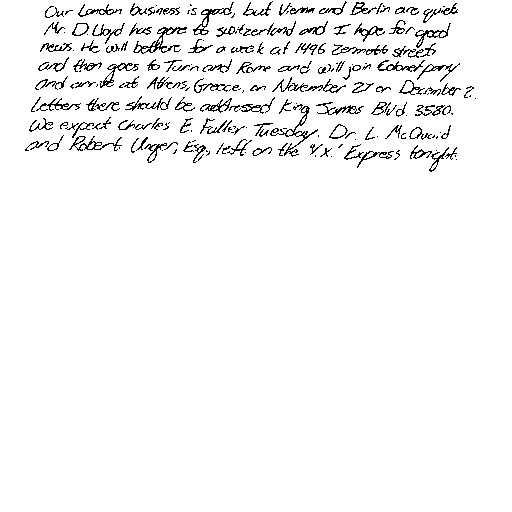 Our London business is good, but Vienna and Berlin are quiet.
Mr. D. Lloyd has gone to switzerland and I hope for good
news. He will be there for a week at 1496 Zermott street
and then goes to Turin and Rome and will join Colonel parry
and arrive at Athens, Greece, on November 27 or December 2.
Letters there should be addressed King James Blvd. 3580.
We expect Charles E. Fuller Tuesday. Dr. L. McQuaid
and Robert Unger, Esq., left on the 'Y.X.' Express tonight.